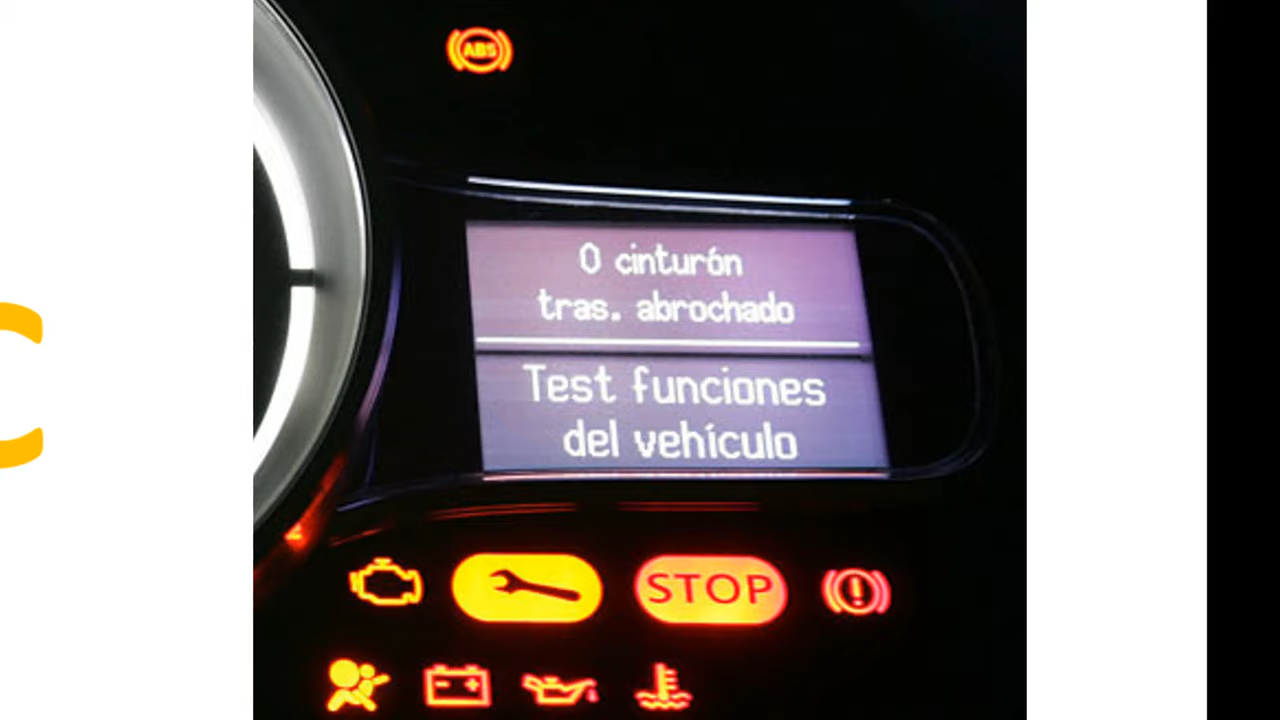 ABS
0 cinturón
tras. abrochado
Test funciones
del vehículo
STOP